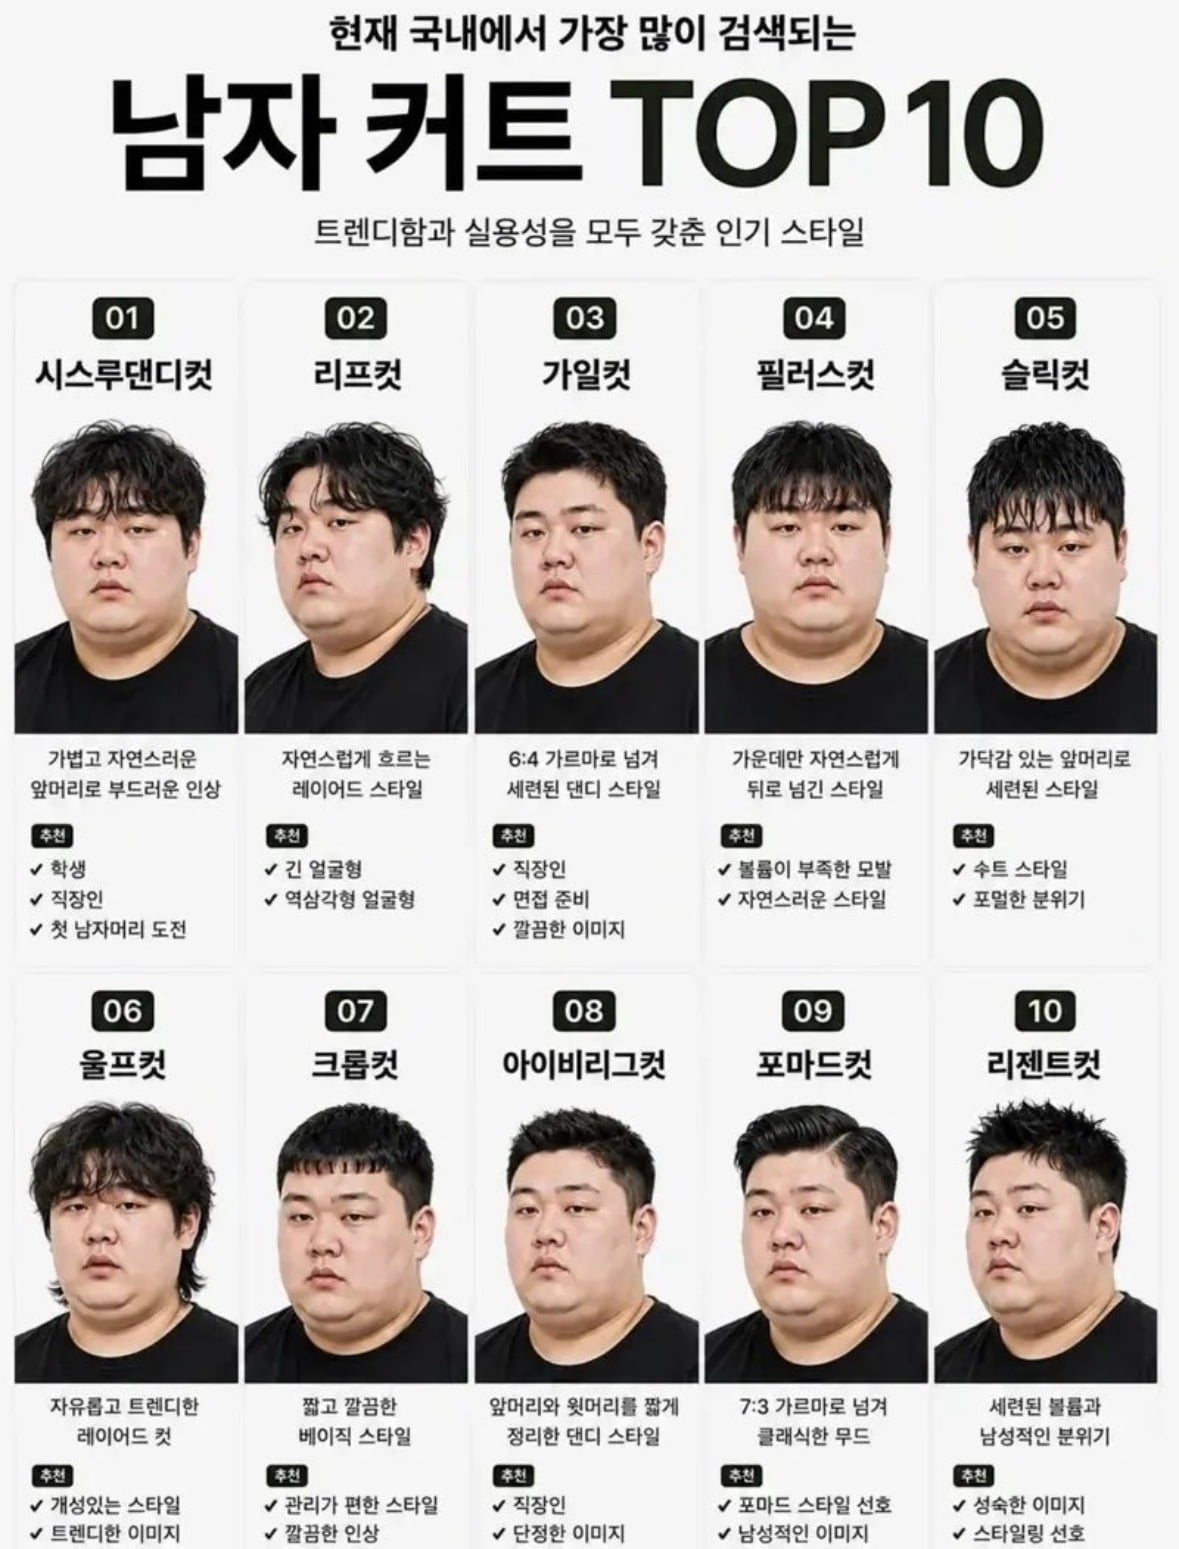 현재 국내에서 가장 많이 검색되는
남자 커트 TOP 10
트렌디함과 실용성을 모두 갖춘 인기 스타일
01
시스루댄디컷
가볍고 자연스러운
앞머리로 부드러운 인상
추천
✔ 학생
✔ 직장인
✔ 첫 남자머리 도전
02
리프컷
자연스럽게 흐르는
레이어드 스타일
추천
✔ 긴 얼굴형
✔ 역삼각형 얼굴형
03
가일컷
6:4 가르마로 넘겨
세련된 댄디 스타일
추천
✔ 직장인
✔ 면접 준비
✔ 깔끔한 이미지
04
필러스컷
가운데만 자연스럽게
뒤로 넘긴 스타일
추천
✔ 볼륨이 부족한 모발
✔ 자연스러운 스타일
05
슬릭컷
가닥감 있는 앞머리로
세련된 스타일
추천
✔ 수트 스타일
✔ 포멀한 분위기
06
울프컷
자유롭고 트렌디한
레이어드 컷
추천
✔ 개성있는 스타일
✔ 트렌디한 이미지
07
크롭컷
짧고 깔끔한
베이직 스타일
추천
✔ 관리가 편한 스타일
✔ 깔끔한 인상
08
아이비리그컷
앞머리와 윗머리를 짧게
정리한 댄디 스타일
추천
✔ 직장인
✔ 단정한 이미지
09
포마드컷
7:3 가르마로 넘겨
클래식한 무드
추천
✔ 포마드 스타일 선호
✔ 남성적인 이미지
10
리젠트컷
세련된 볼륨과
남성적인 분위기
추천
✔ 성숙한 이미지
✔ 스타일링 선호